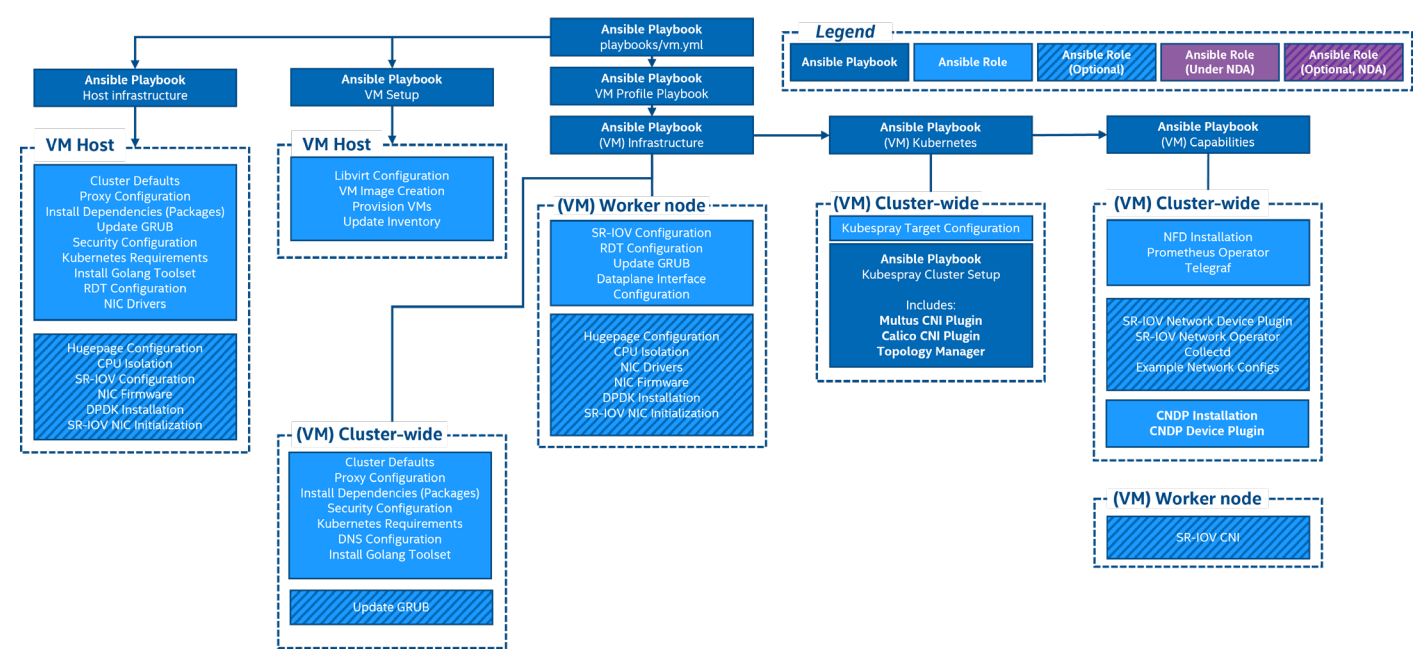 Ansible Playbook
playbooks/vm.yml
Legend
Ansible Playbook
Ansible Role
Ansible Role
(Optional)
Ansible Role
(Under NDA)
Ansible Role
(Optional, NDA)
Ansible Playbook
Host infrastructure
Ansible Playbook
VM Setup
Ansible Playbook
VM Profile Playbook
Ansible Playbook
(VM) Infrastructure
Ansible Playbook
(VM) Kubernetes
Ansible Playbook
(VM) Capabilities
VM Host
Cluster Defaults
Proxy Configuration
Install Dependencies (Packages)
Update GRUB
Security Configuration
Kubernetes Requirements
Install Golang Toolset
RDT Configuration
NIC Drivers
Hugepage Configuration
CPU Isolation
SR-IOV Configuration
NIC Firmware
DPDK Installation
SR-IOV NIC Initialization
VM Host
Libvirt Configuration
VM Image Creation
Provision VMs
Update Inventory
(VM) Cluster-wide
Cluster Defaults
Proxy Configuration
Install Dependencies (Packages)
Security Configuration
Kubernetes Requirements
DNS Configuration
Install Golang Toolset
Update GRUB
(VM) Worker node
SR-IOV Configuration
RDT Configuration
Update GRUB
Dataplane Interface
Configuration
Hugepage Configuration
CPU Isolation
NIC Drivers
NIC Firmware
DPDK Installation
SR-IOV NIC Initialization
(VM) Cluster-wide
Kubespray Target Configuration
Ansible Playbook
Kubespray Cluster Setup
Includes:
Multus CNI Plugin
Calico CNI Plugin
Topology Manager
(VM) Cluster-wide
NFD Installation
Prometheus Operator
Telegraf
SR-IOV Network Device Plugin
SR-IOV Network Operator
Collectd
Example Network Configs
CNDP Installation
CNDP Device Plugin
(VM) Worker node
SR-IOV CNI